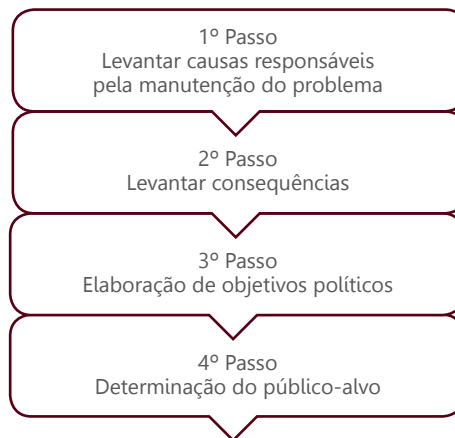 1º Passo
Levantar causas responsáveis
pela manutenção do problema
2º Passo
Levantar consequências
3º Passo
Elaboração de objetivos políticos
4º Passo
Determinação do público-alvo